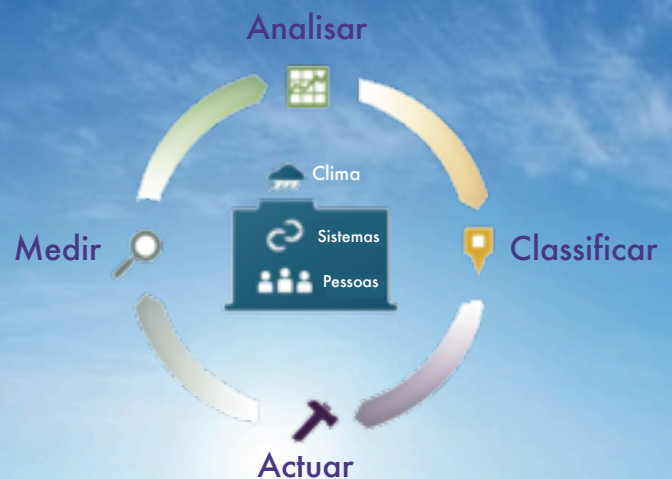 Analisar
Clima
Sistemas
Medir
Classificar
Pessoas
Actuar